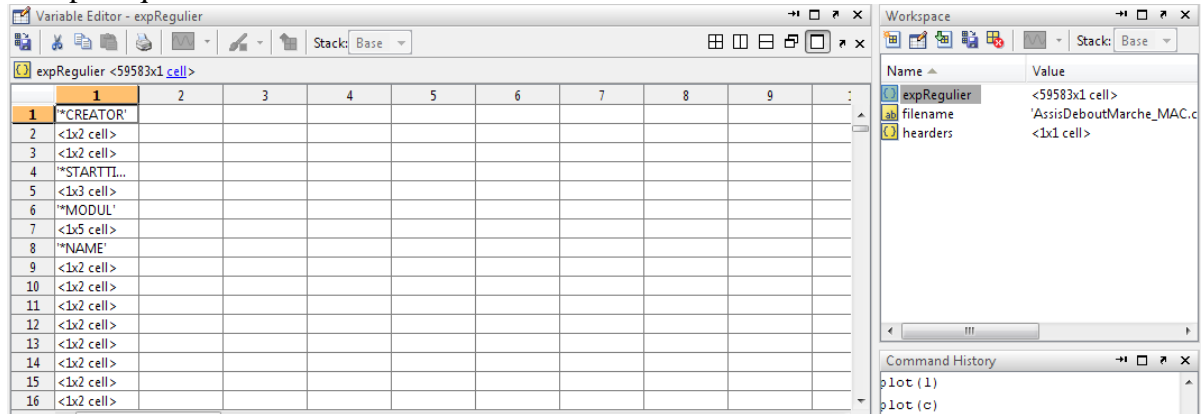 Variable Editor - expRegulier
Stack: Base
expRegulier <59583x1 cell>
1 2 3 4 5 6 7 8 9
1 '*CREATOR'
2 <1x2 cell>
3 <1x2 cell>
4 '*STARTTI...
5 <1x3 cell>
6 '*MODUL'
7 <1x5 cell>
8 '*NAME'
9 <1x2 cell>
10 <1x2 cell>
11 <1x2 cell>
12 <1x2 cell>
13 <1x2 cell>
14 <1x2 cell>
15 <1x2 cell>
16 <1x2 cell>
Workspace
Stack: Base
Name Value
expRegulier <59583x1 cell>
ab filename 'AssisDeboutMarche_MAC.c
hearders <1x1 cell>
Command History
plot(l)
plot(c)